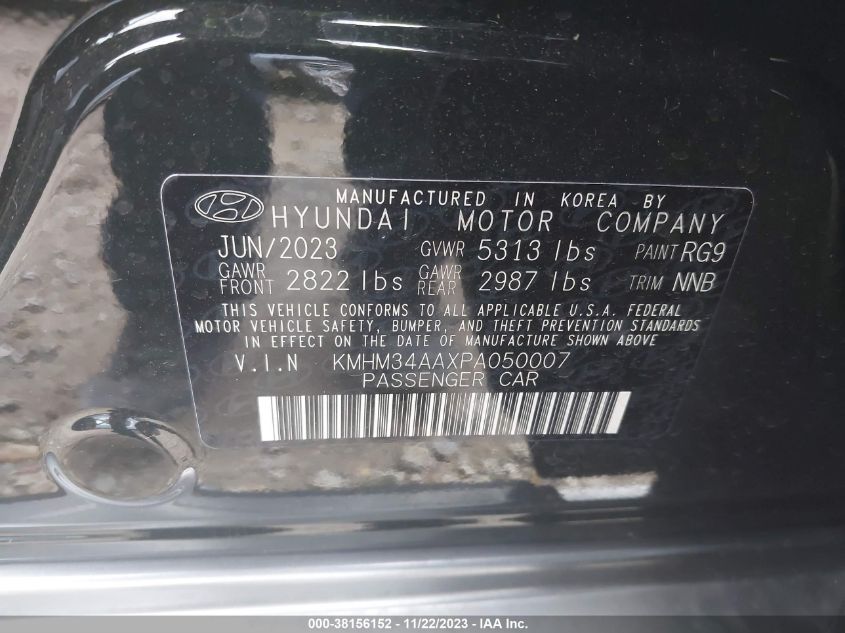 MANUFACTURED IN KOREA BY
HYUNDAI MOTOR COMPANY
JUN/2023 GVWR 5313 lbs PAINT RG9
GAWR FRONT 2822 lbs GAWR REAR 2987 lbs TRIM NNB
THIS VEHICLE CONFORMS TO ALL APPLICABLE U.S.A. FEDERAL
MOTOR VEHICLE SAFETY, BUMPER, AND THEFT PREVENTION STANDARDS
IN EFFECT ON THE DATE OF MANUFACTURE SHOWN ABOVE
V.I.N KMHM34AAXPA050007
PASSENGER CAR
000-38156152 - 11/22/2023 - IAA Inc.